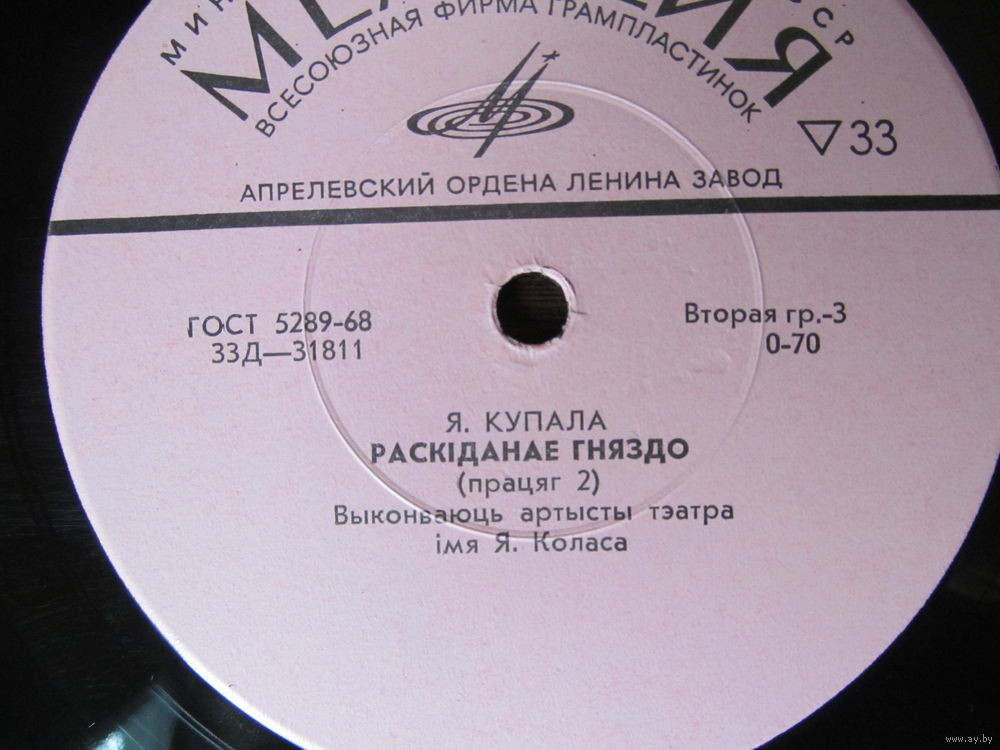 ВСЕСОЮЗНАЯ ФИРМА ГРАМПЛАСТИНОК
▽33
АПРЕЛЕВСКИЙ ОРДЕНА ЛЕНИНА ЗАВОД
ГОСТ 5289-68
33Д—31811
Вторая гр.-3
0-70
Я. КУПАЛА
РАСКІДАНАЕ ГНЯЗДО
(працяг 2)
Выконваюць артысты тэатра
імя Я. Коласа
www.ay.by